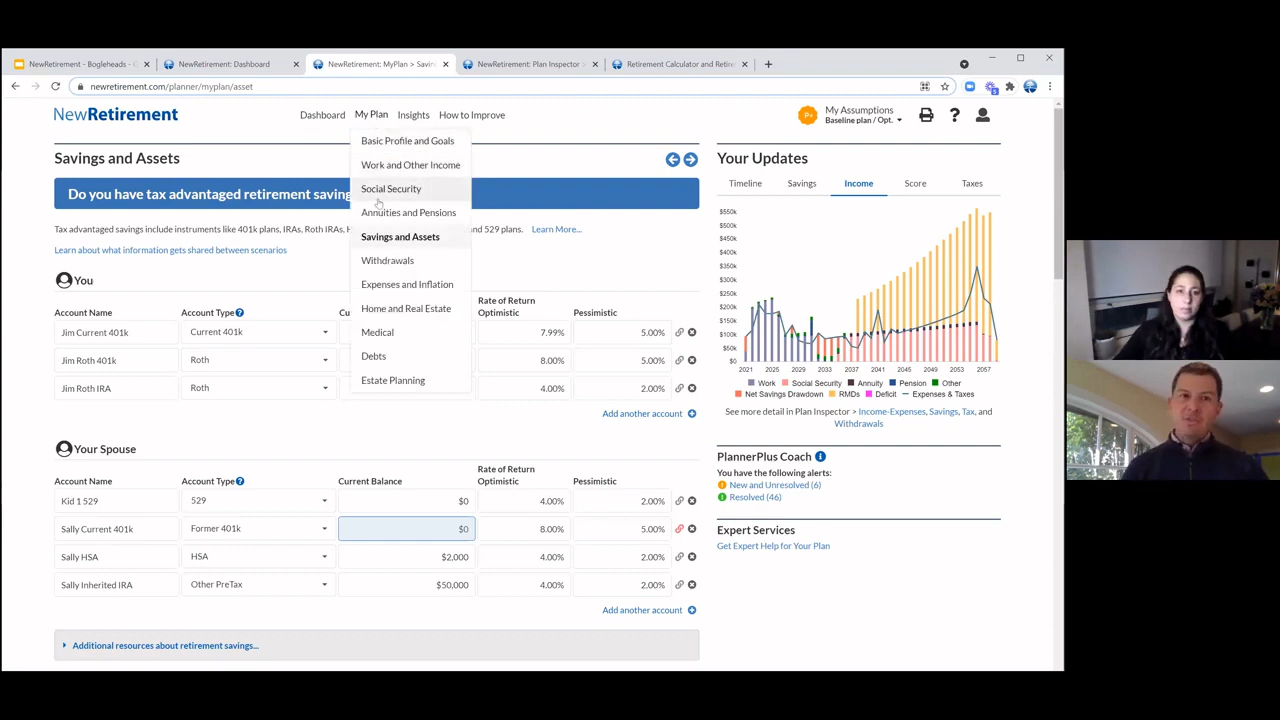 NewRetirement - Bogleheads - G
NewRetirement: Dashboard
NewRetirement: MyPlan > Savin
NewRetirement: Plan Inspector >
Retirement Calculator and Retire
newretirement.com/planner/myplan/asset
NewRetirement
Dashboard
My Plan
Insights
How to Improve
P+
My Assumptions
Baseline plan / Opt.
Basic Profile and Goals
Work and Other Income
Social Security
Annuities and Pensions
Savings and Assets
Withdrawals
Expenses and Inflation
Home and Real Estate
Medical
Debts
Estate Planning
Savings and Assets
Do you have tax advantaged retirement saving
Tax advantaged savings include instruments like 401k plans, IRAs, Roth IRAs, H
nd 529 plans. Learn More...
Learn about what information gets shared between scenarios
You
Rate of Return
Account Name Account Type Cu Optimistic Pessimistic
Jim Current 401k Current 401k 7.99% 5.00%
Jim Roth 401k Roth 8.00% 5.00%
Jim Roth IRA Roth 4.00% 2.00%
Add another account
Your Spouse
Rate of Return
Account Name Account Type Current Balance Optimistic Pessimistic
Kid 1 529 529 $0 4.00% 2.00%
Sally Current 401k Former 401k $0 8.00% 5.00%
Sally HSA HSA $2,000 4.00% 2.00%
Sally Inherited IRA Other PreTax $50,000 4.00% 2.00%
Add another account
Additional resources about retirement savings...
Your Updates
Timeline Savings Income Score Taxes
$550k
$500k
$450k
$400k
$350k
$300k
$250k
$200k
$150k
$100k
$50k
$0
2021 2025 2029 2033 2037 2041 2045 2049 2053 2057
Work Social Security Annuity Pension Other
Net Savings Drawdown RMDs Deficit Expenses & Taxes
See more detail in Plan Inspector > Income-Expenses, Savings, Tax, and
Withdrawals
PlannerPlus Coach
You have the following alerts:
New and Unresolved (6)
Resolved (46)
Expert Services
Get Expert Help for Your Plan